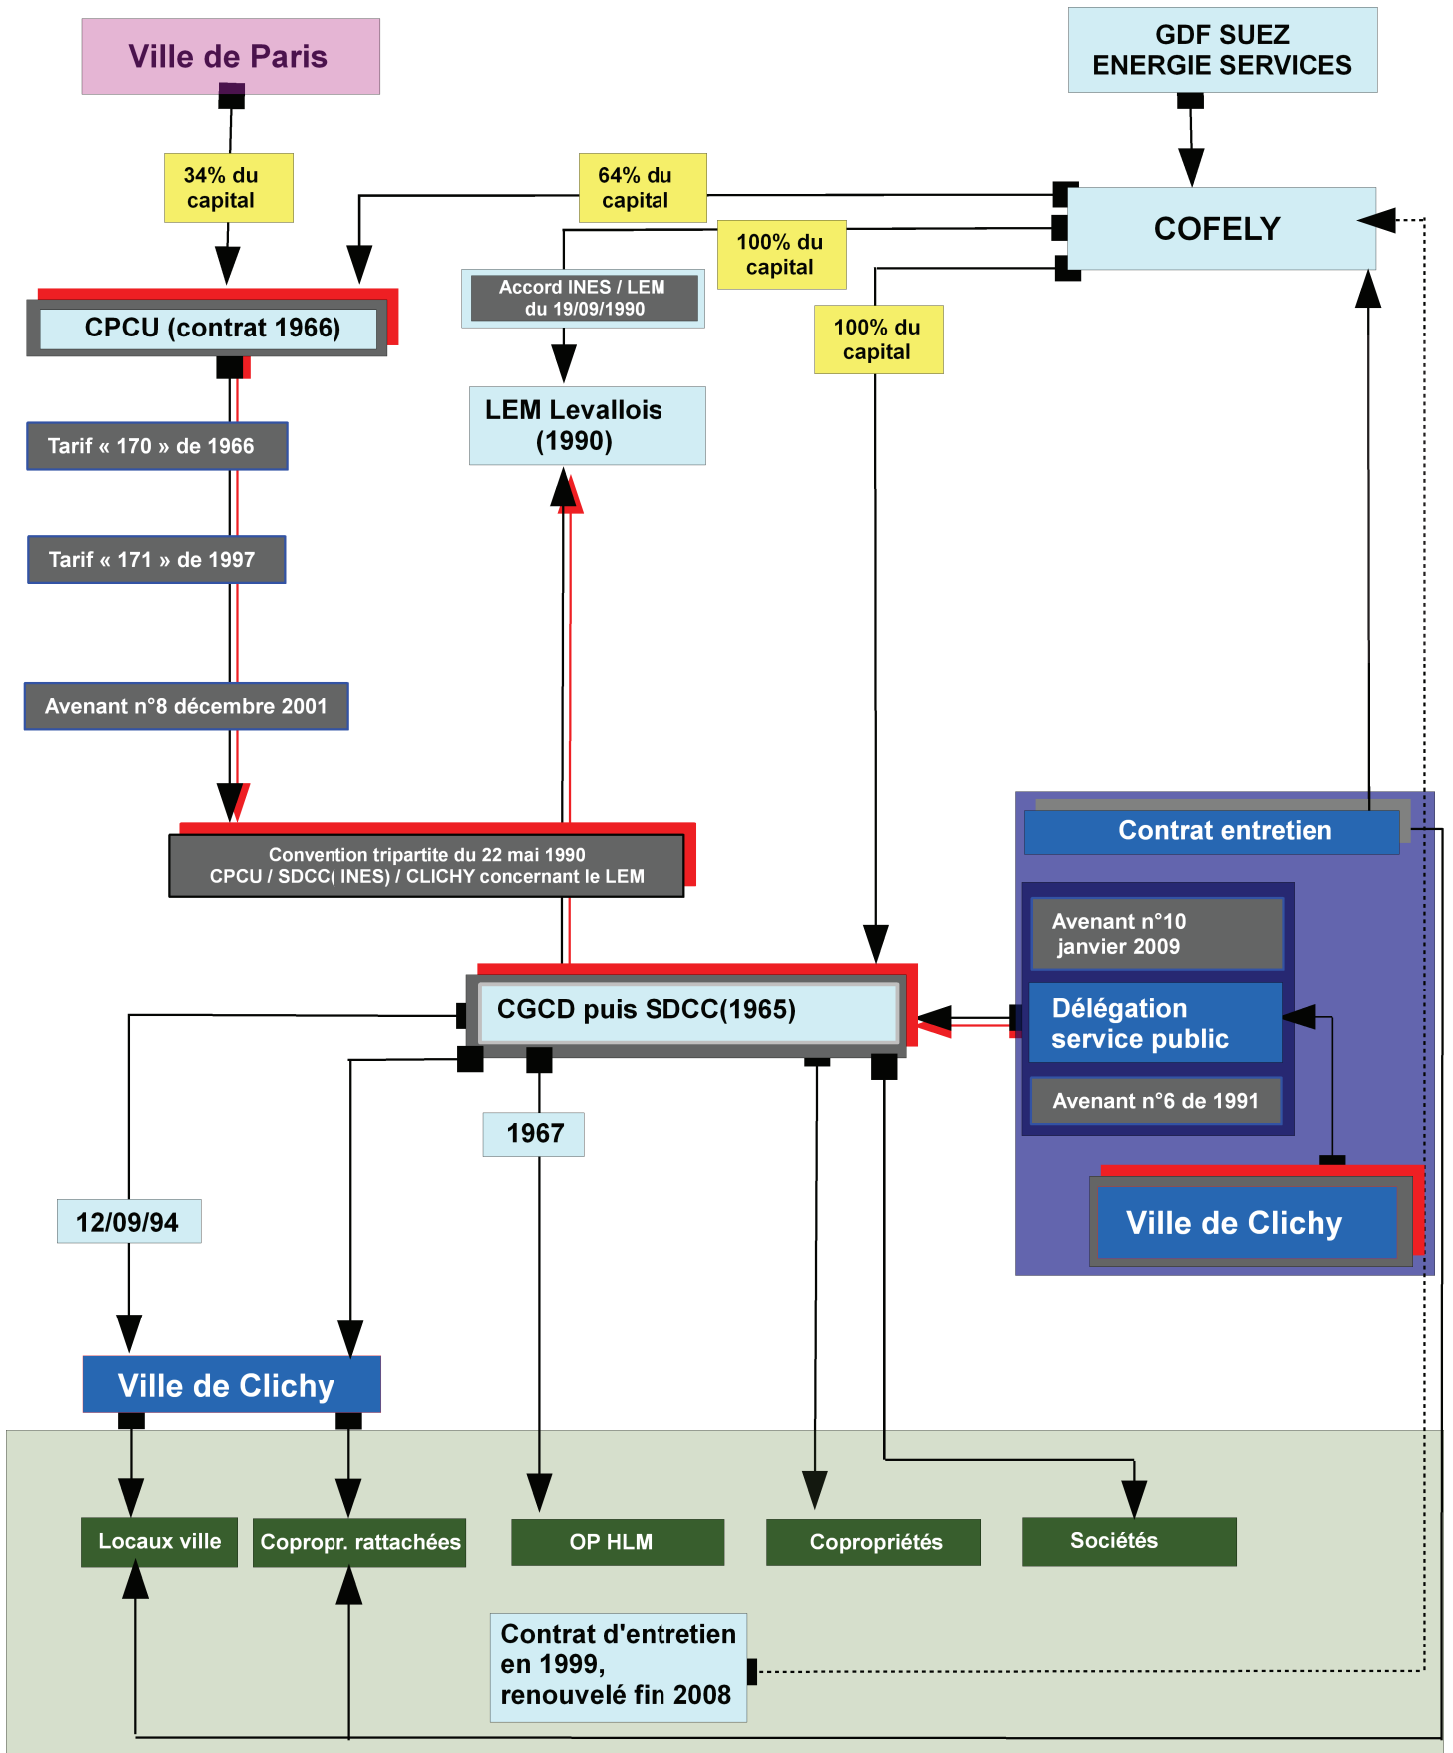 Ville de Paris
GDF SUEZ
ENERGIE SERVICES
34% du
capital
64% du
capital
COFELY
100% du
capital
Accord INES / LEM
du 19/09/1990
CPCU (contrat 1966)
100% du
capital
LEM Levallois
(1990)
Tarif « 170 » de 1966
Tarif « 171 » de 1997
Avenant n°8 décembre 2001
Contrat entretien
Convention tripartite du 22 mai 1990
CPCU / SDCC( INES) / CLICHY concernant le LEM
Avenant n°10
janvier 2009
CGCD puis SDCC(1965)
Délégation
service public
Avenant n°6 de 1991
1967
12/09/94
Ville de Clichy
Ville de Clichy
Locaux ville
Copropr. rattachées
OP HLM
Copropriétés
Sociétés
Contrat d'entretien
en 1999,
renouvelé fin 2008